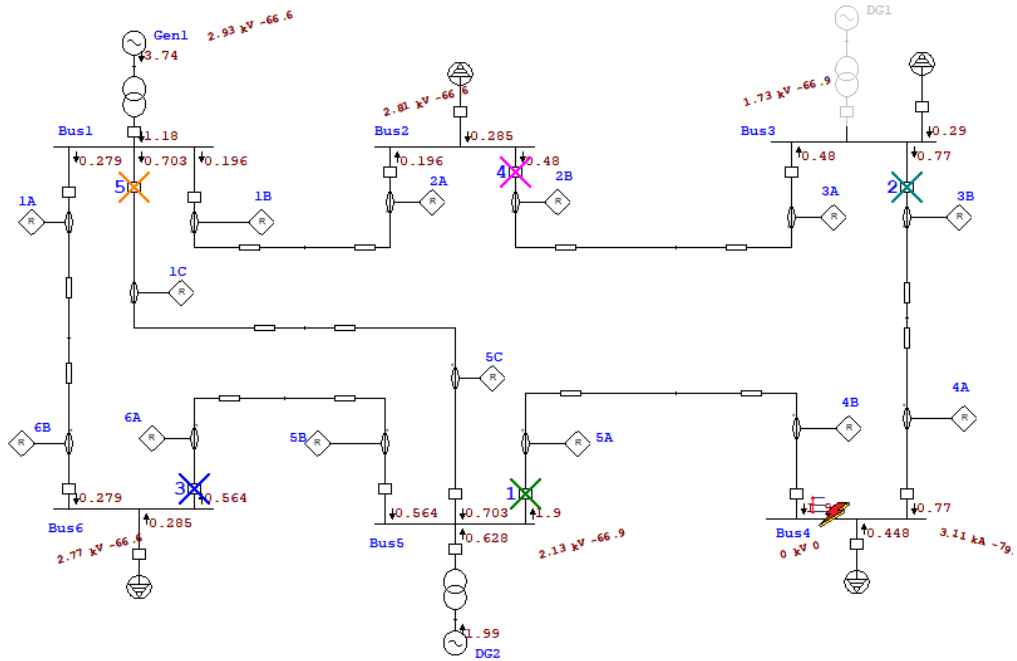 DG1
2.93 kV -66.6
Gen1
3.74
2.81 kV -66.6
1.73 kV -66.9
Bus1
1.18
Bus2
0.285
Bus3
0.29
0.279
0.703
0.196
0.196
0.48
0.48
0.77
5
4
2
1A
1B
2A
2B
3A
3B
R
R
R
R
R
R
1C
R
5C
R
6A
6B
5B
5A
4B
4A
R
R
R
R
R
R
3
1
0.279
0.564
0.564
0.703
1.9
0.77
Bus6
0.285
Bus5
0.628
2.13 kV -66.9
Bus4
0.448
3.11 kA -79
2.77 kV -66.6
0 kV 0
1.99
DG2